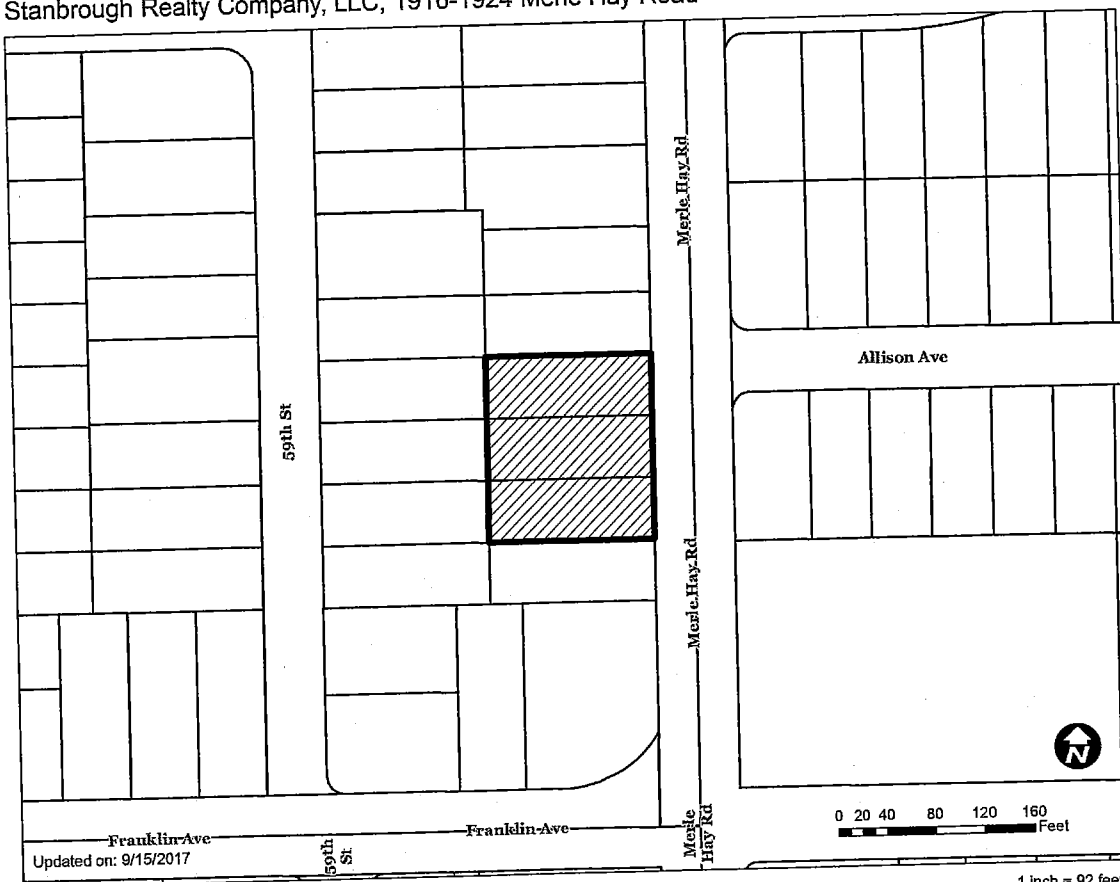 Stanbrough Realty Company, LLC, 1916-1924 Merle Hay Road
Merle Hay Rd
Allison Ave
59th St
Merle Hay Rd
0 20 40 80 120 160
Feet
Franklin Ave
Franklin Ave
Merle
Hay Rd
59th
St
Updated on: 9/15/2017
N
1 inch = 92 feet